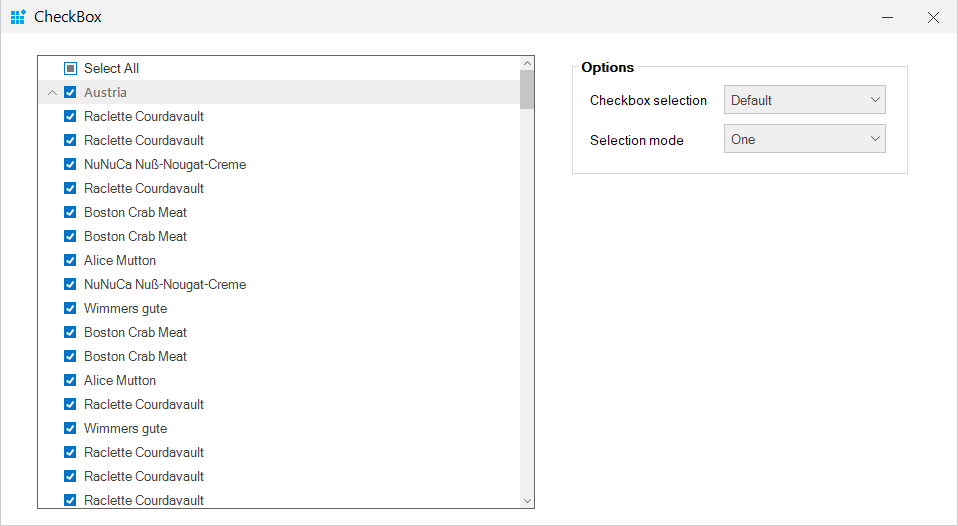 CheckBox
Select All
Austria
Raclette Courdavault
Raclette Courdavault
NuNuCa Nuß-Nougat-Creme
Raclette Courdavault
Boston Crab Meat
Boston Crab Meat
Alice Mutton
NuNuCa Nuß-Nougat-Creme
Wimmers gute
Boston Crab Meat
Boston Crab Meat
Alice Mutton
Raclette Courdavault
Wimmers gute
Raclette Courdavault
Raclette Courdavault
Raclette Courdavault
Options
Checkbox selection Default
Selection mode One